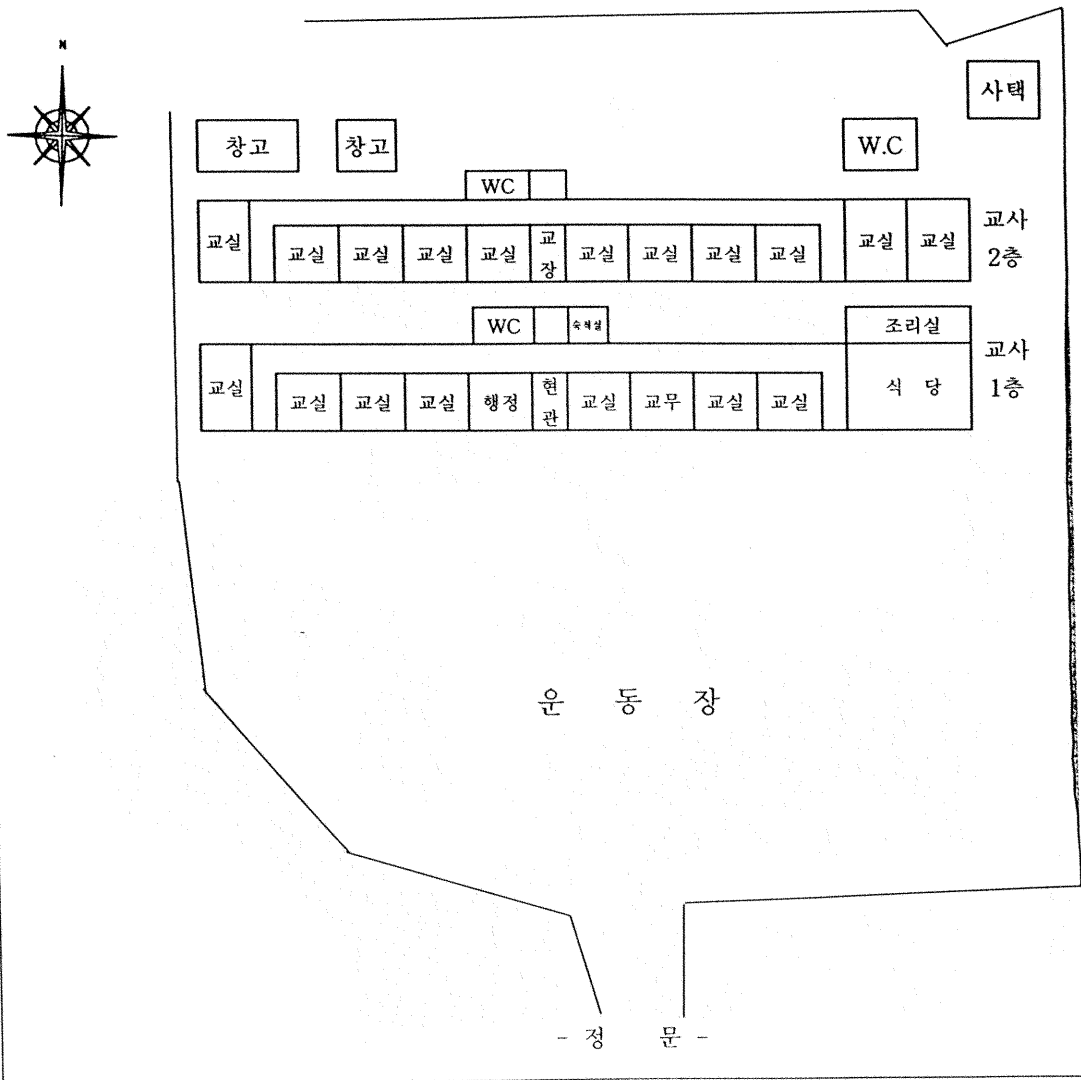 N
사택
창고 창고 W.C
WC
교실 교실 교실 교실 교실 교장 교실 교실 교실 교실 교실 교실
교사
2층
WC 숙직실 조리실
교실 교실 교실 교실 행정 현관 교실 교무 교실 교실 식 당
교사
1층
운 동 장
- 정 문 -